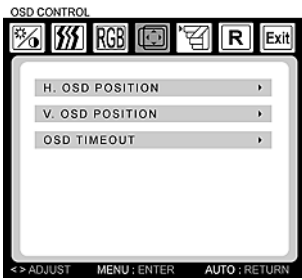 OSD CONTROL
RGB R Exit
H. OSD POSITION
V. OSD POSITION
OSD TIMEOUT
<> ADJUST MENU : ENTER AUTO : RETURN